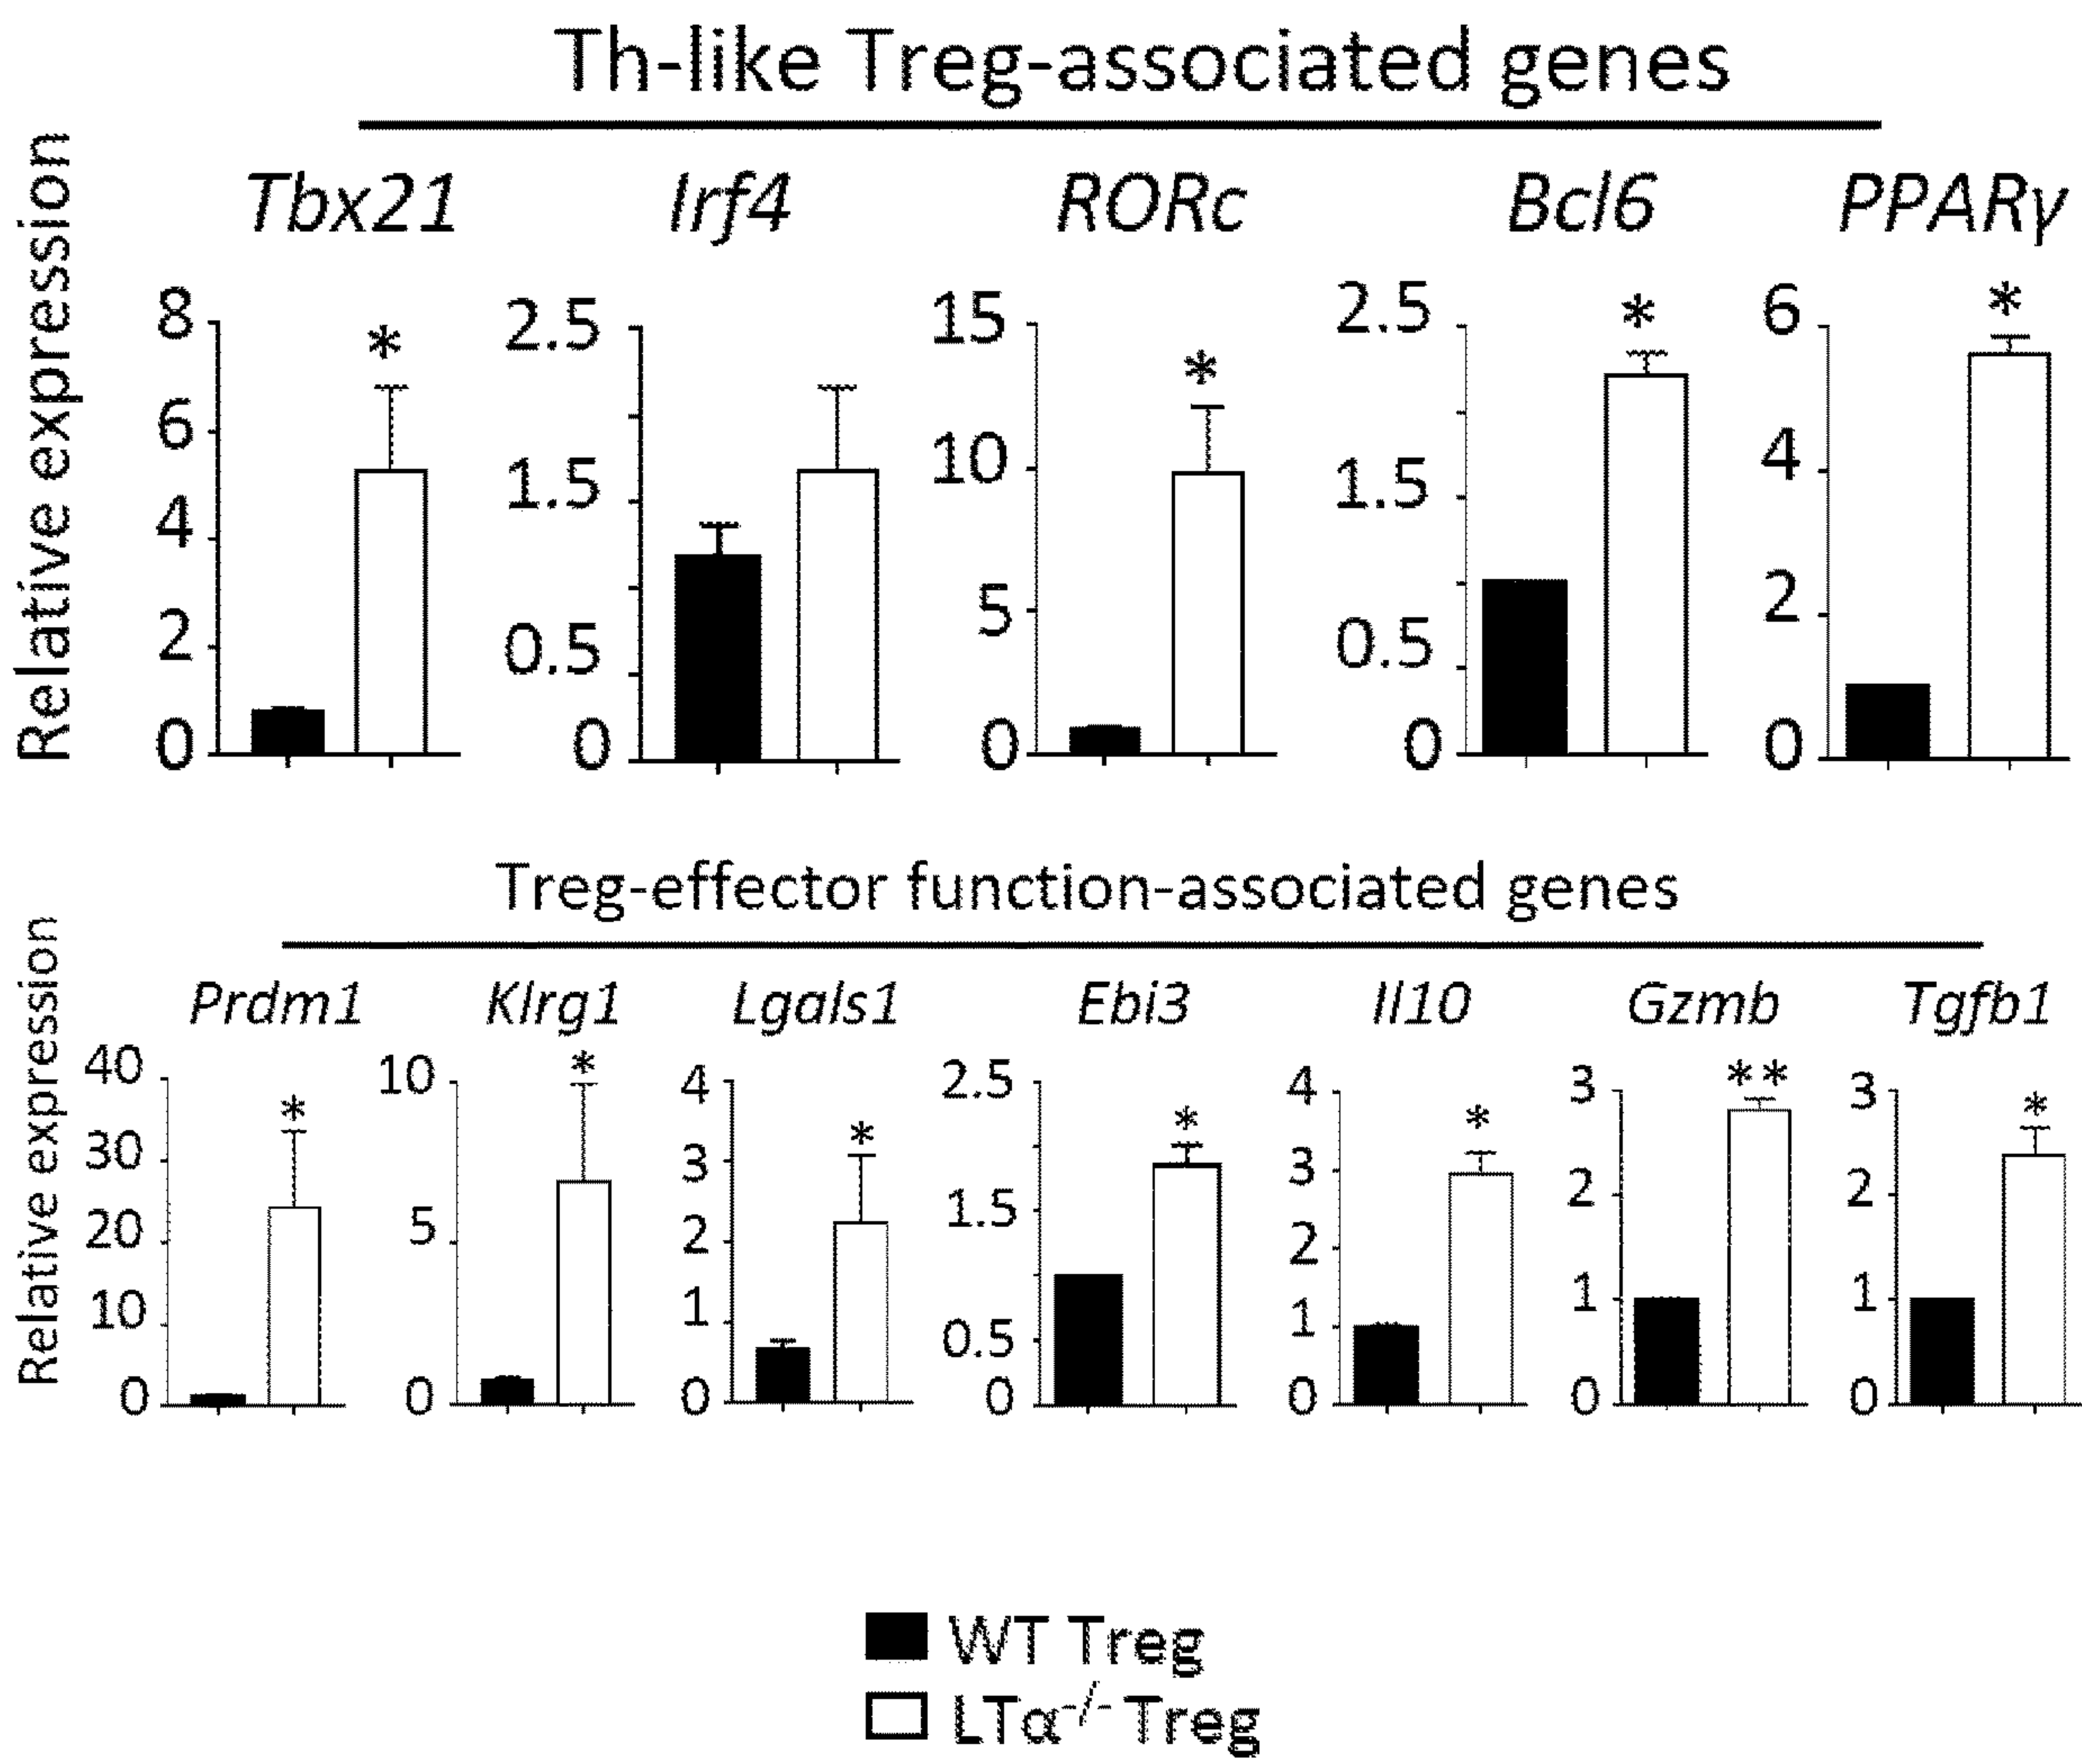 Th-like Treg-associated genes
Relative expression
Tbx21 Irf4 RORc Bcl6 PPARγ
8 6 4 2 0
2.5 1.5 0.5 0
15 10 5 0
2.5 1.5 0.5 0
6 4 2 0
* * * *
Treg-effector function-associated genes
Relative expression
Prdm1 Klrg1 Lgals1 Ebi3 Il10 Gzmb Tgfb1
40 30 20 10 0
10 5 0
4 3 2 1 0
2.5 1.5 0.5 0
4 3 2 1 0
3 2 1 0
3 2 1 0
* * * * * ** *
WT Treg
LTα-/- Treg